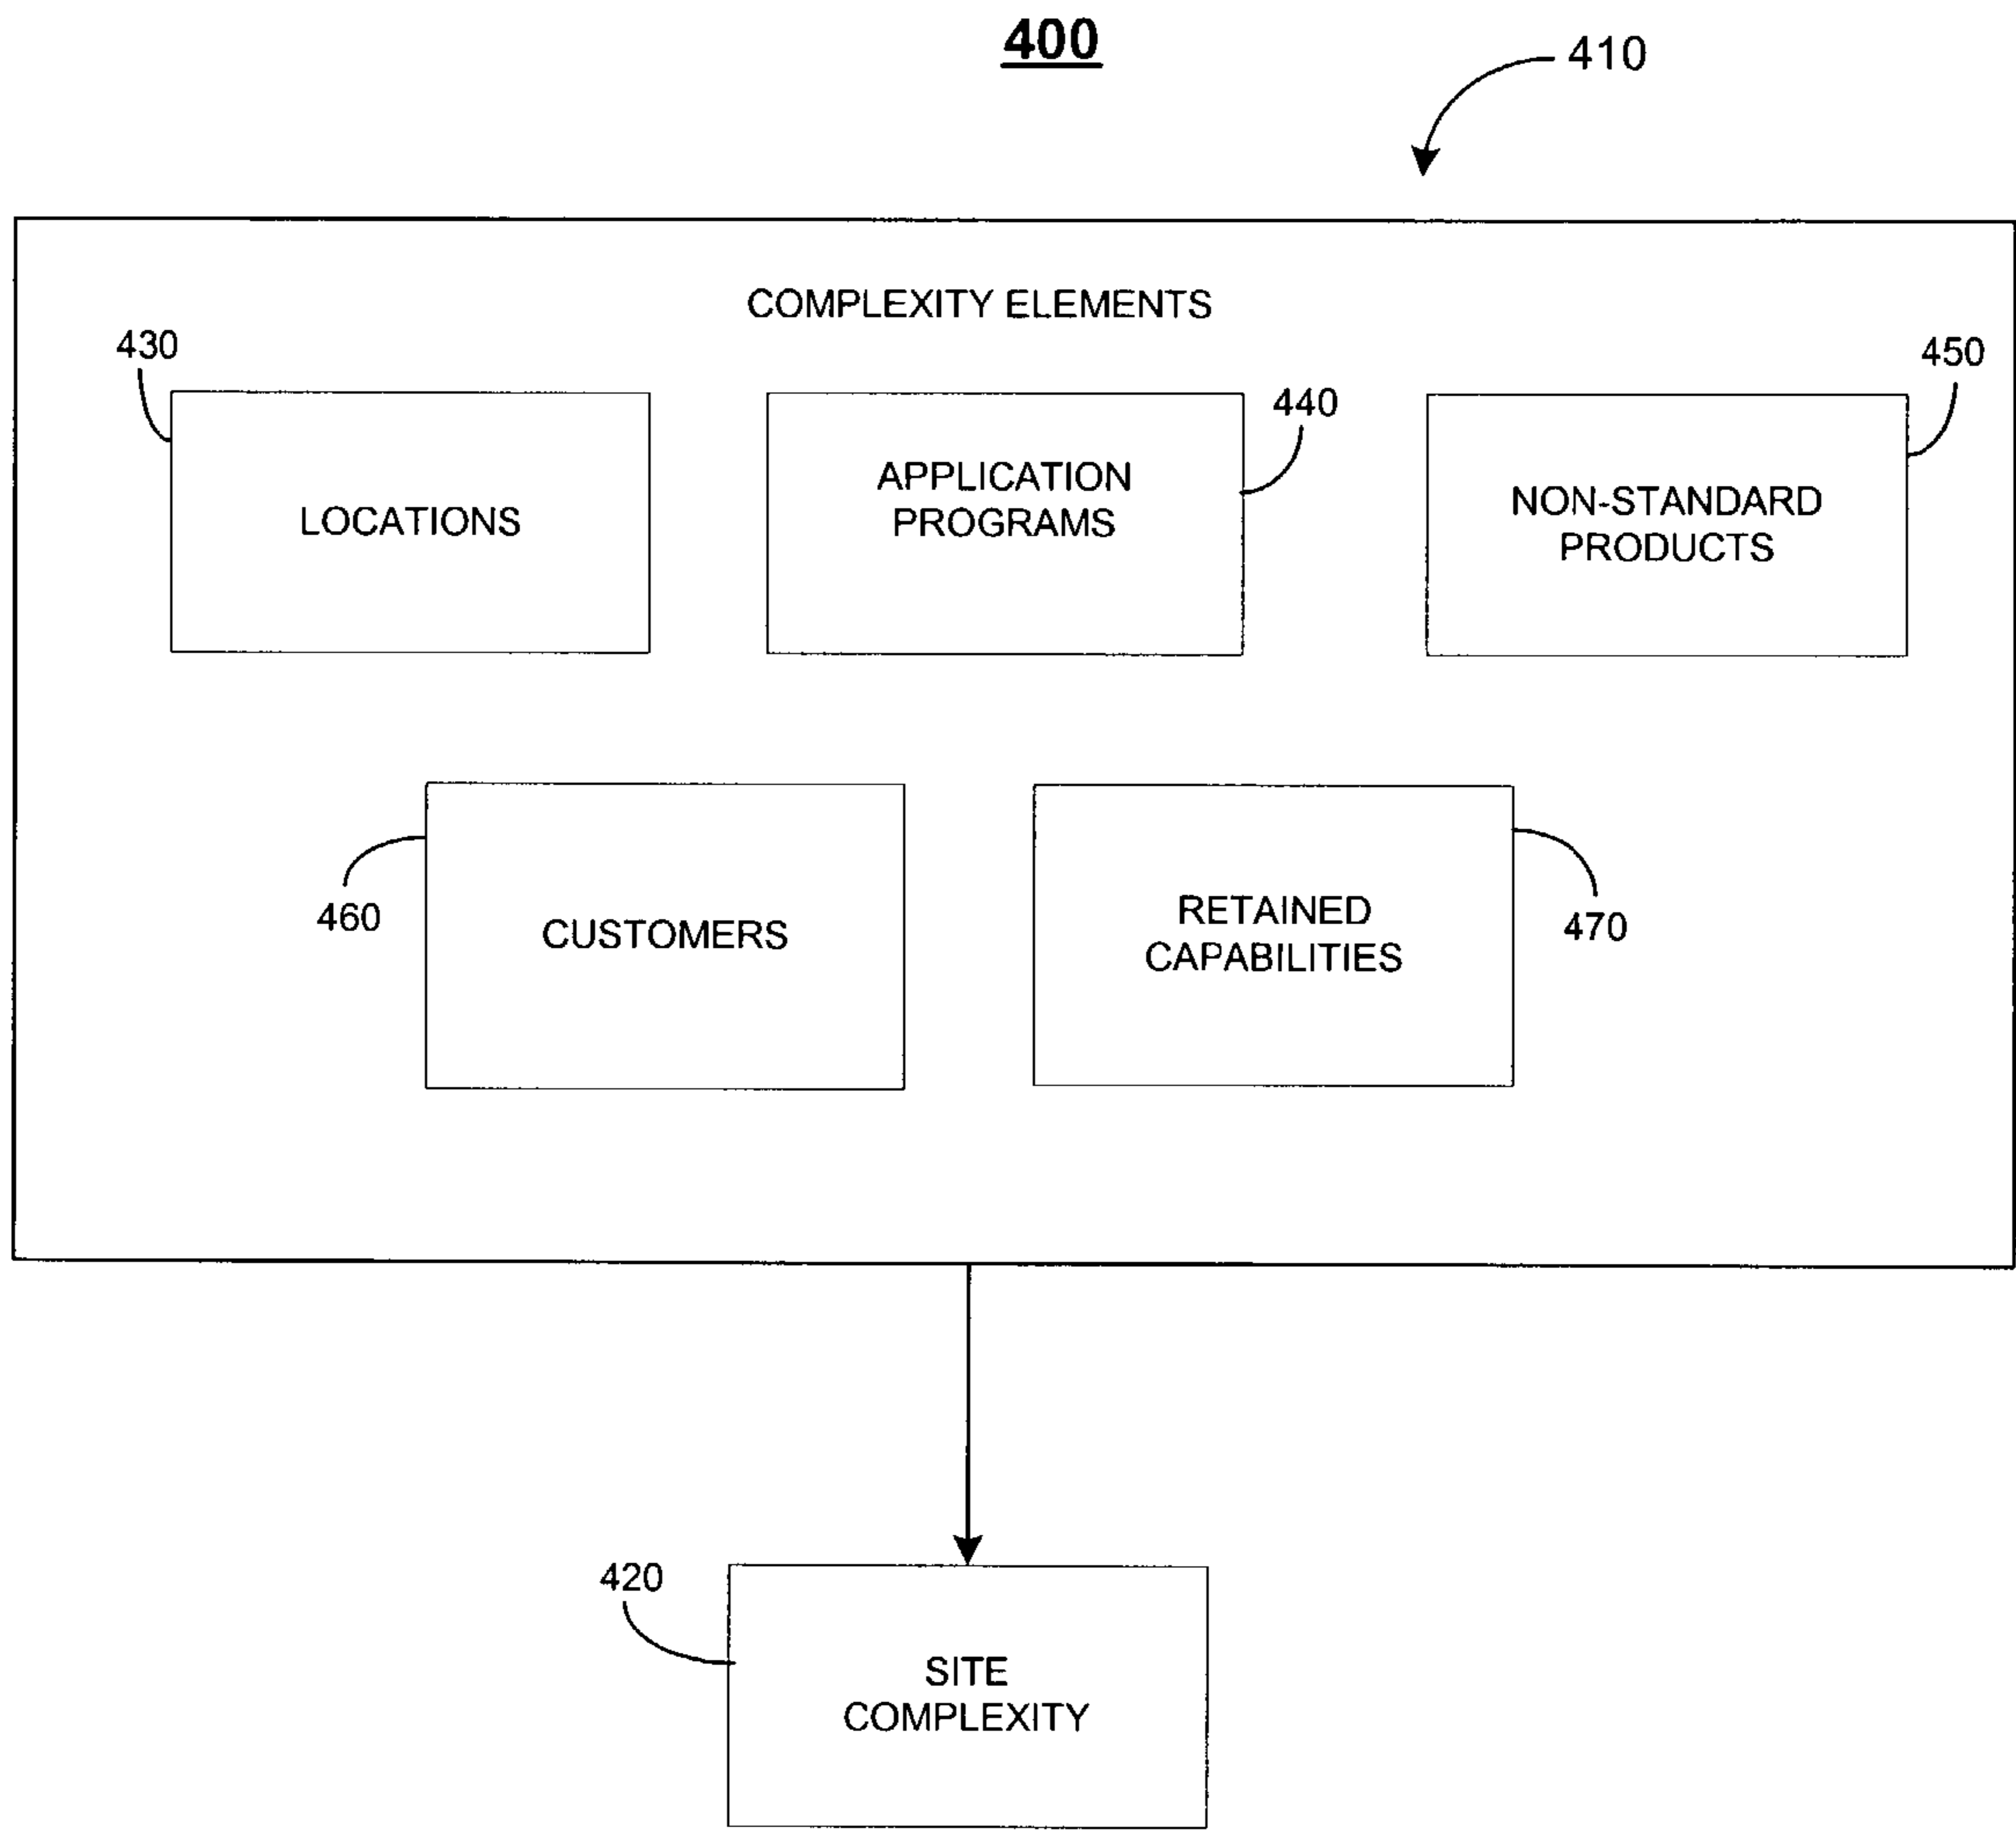 400
410
COMPLEXITY ELEMENTS
430
450
440
LOCATIONS
APPLICATION
PROGRAMS
NON-STANDARD
PRODUCTS
460
CUSTOMERS
RETAINED
CAPABILITIES
470
420
SITE
COMPLEXITY